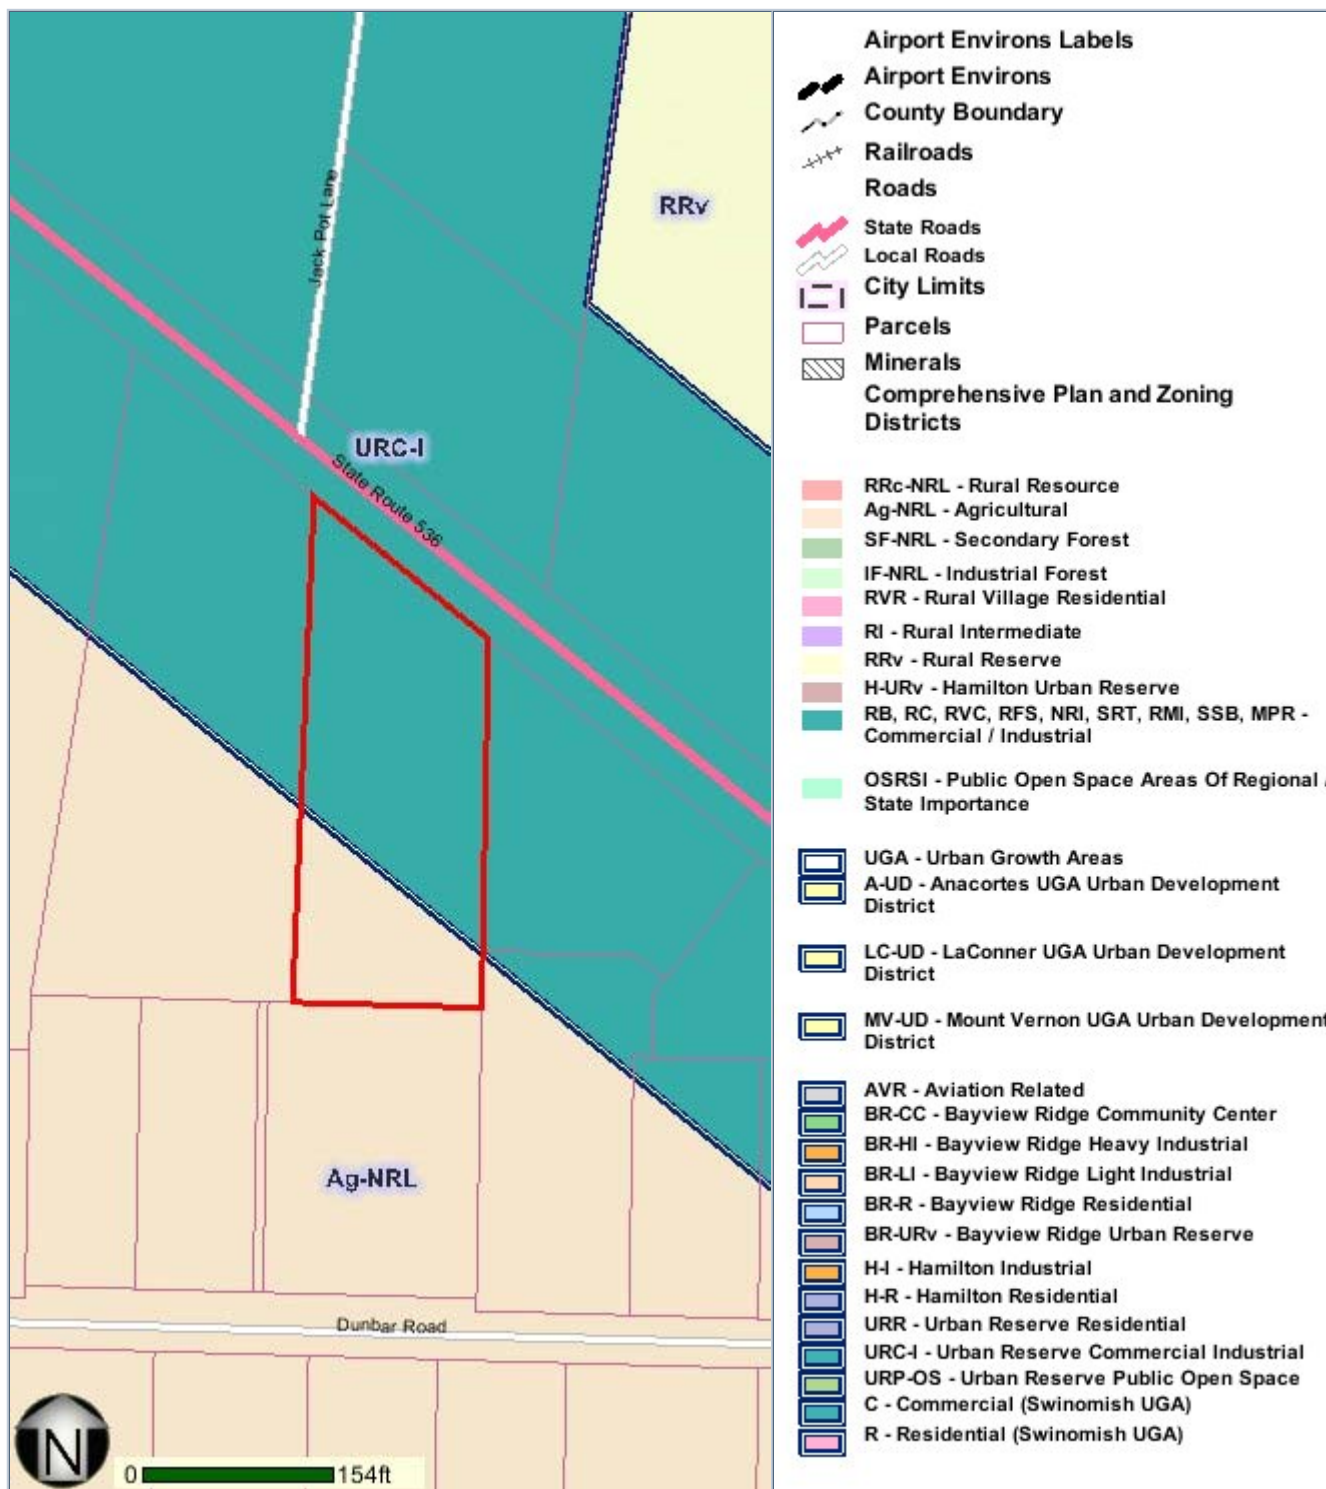 Jack Pot Lane
RRv
URC-I
State Route 536
Ag-NRL
Dunbar Road
N
0 154ft
Airport Environs Labels
Airport Environs
County Boundary
Railroads
Roads
State Roads
Local Roads
City Limits
Parcels
Minerals
Comprehensive Plan and Zoning
Districts
RRc-NRL - Rural Resource
Ag-NRL - Agricultural
SF-NRL - Secondary Forest
IF-NRL - Industrial Forest
RVR - Rural Village Residential
RI - Rural Intermediate
RRv - Rural Reserve
H-URv - Hamilton Urban Reserve
RB, RC, RVC, RFS, NRI, SRT, RMI, SSB, MPR -
Commercial / Industrial
OSRSI - Public Open Space Areas Of Regional /
State Importance
UGA - Urban Growth Areas
A-UD - Anacortes UGA Urban Development
District
LC-UD - LaConner UGA Urban Development
District
MV-UD - Mount Vernon UGA Urban Development
District
AVR - Aviation Related
BR-CC - Bayview Ridge Community Center
BR-HI - Bayview Ridge Heavy Industrial
BR-LI - Bayview Ridge Light Industrial
BR-R - Bayview Ridge Residential
BR-URv - Bayview Ridge Urban Reserve
H-I - Hamilton Industrial
H-R - Hamilton Residential
URR - Urban Reserve Residential
URC-I - Urban Reserve Commercial Industrial
URP-OS - Urban Reserve Public Open Space
C - Commercial (Swinomish UGA)
R - Residential (Swinomish UGA)